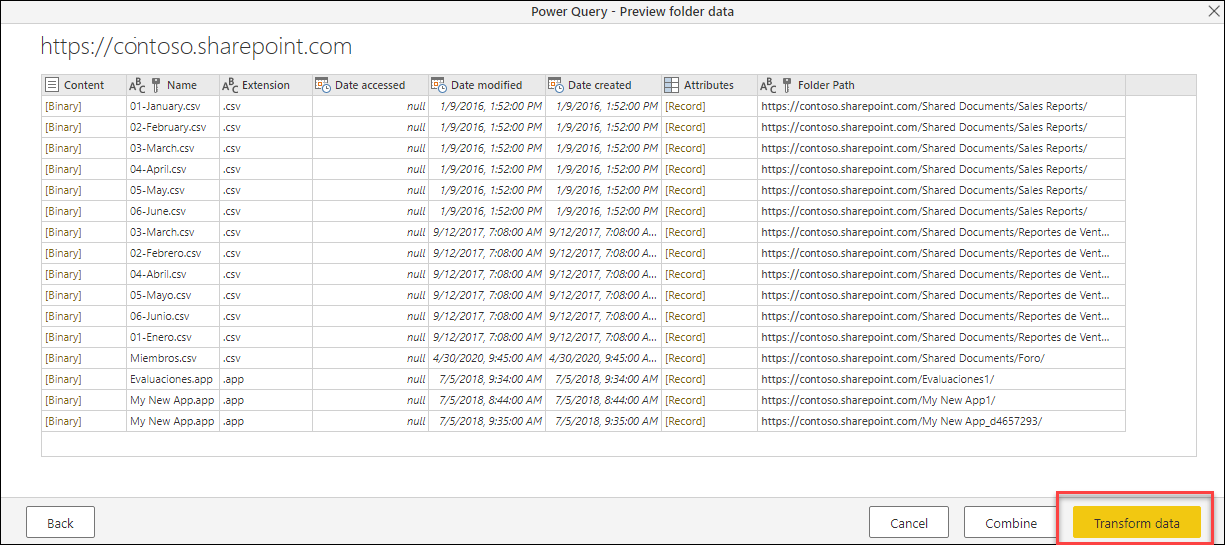 Power Query - Preview folder data
https://contoso.sharepoint.com
Content ABC Name ABC Extension Date accessed Date modified Date created Attributes ABC Folder Path
[Binary] 01-January.csv .csv null 1/9/2016, 1:52:00 PM 1/9/2016, 1:52:00 PM [Record] https://contoso.sharepoint.com/Shared Documents/Sales Reports/
[Binary] 02-February.csv .csv null 1/9/2016, 1:52:00 PM 1/9/2016, 1:52:00 PM [Record] https://contoso.sharepoint.com/Shared Documents/Sales Reports/
[Binary] 03-March.csv .csv null 1/9/2016, 1:52:00 PM 1/9/2016, 1:52:00 PM [Record] https://contoso.sharepoint.com/Shared Documents/Sales Reports/
[Binary] 04-April.csv .csv null 1/9/2016, 1:52:00 PM 1/9/2016, 1:52:00 PM [Record] https://contoso.sharepoint.com/Shared Documents/Sales Reports/
[Binary] 05-May.csv .csv null 1/9/2016, 1:52:00 PM 1/9/2016, 1:52:00 PM [Record] https://contoso.sharepoint.com/Shared Documents/Sales Reports/
[Binary] 06-June.csv .csv null 1/9/2016, 1:52:00 PM 1/9/2016, 1:52:00 PM [Record] https://contoso.sharepoint.com/Shared Documents/Sales Reports/
[Binary] 03-March.csv .csv null 9/12/2017, 7:08:00 AM 9/12/2017, 7:08:00 A... [Record] https://contoso.sharepoint.com/Shared Documents/Reportes de Vent...
[Binary] 02-Febrero.csv .csv null 9/12/2017, 7:08:00 AM 9/12/2017, 7:08:00 A... [Record] https://contoso.sharepoint.com/Shared Documents/Reportes de Vent...
[Binary] 04-Abril.csv .csv null 9/12/2017, 7:08:00 AM 9/12/2017, 7:08:00 A... [Record] https://contoso.sharepoint.com/Shared Documents/Reportes de Vent...
[Binary] 05-Mayo.csv .csv null 9/12/2017, 7:08:00 AM 9/12/2017, 7:08:00 A... [Record] https://contoso.sharepoint.com/Shared Documents/Reportes de Vent...
[Binary] 06-Junio.csv .csv null 9/12/2017, 7:08:00 AM 9/12/2017, 7:08:00 A... [Record] https://contoso.sharepoint.com/Shared Documents/Reportes de Vent...
[Binary] 01-Enero.csv .csv null 9/12/2017, 7:08:00 AM 9/12/2017, 7:08:00 A... [Record] https://contoso.sharepoint.com/Shared Documents/Reportes de Vent...
[Binary] Miembros.csv .csv null 4/30/2020, 9:45:00 AM 4/30/2020, 9:45:00 A... [Record] https://contoso.sharepoint.com/Shared Documents/Foro/
[Binary] Evaluaciones.app .app null 7/5/2018, 9:34:00 AM 7/5/2018, 9:34:00 AM [Record] https://contoso.sharepoint.com/Evaluaciones1/
[Binary] My New App.app .app null 7/5/2018, 8:44:00 AM 7/5/2018, 8:44:00 AM [Record] https://contoso.sharepoint.com/My New App1/
[Binary] My New App.app .app null 7/5/2018, 9:35:00 AM 7/5/2018, 9:35:00 AM [Record] https://contoso.sharepoint.com/My New App_d4657293/
Back Cancel Combine Transform data